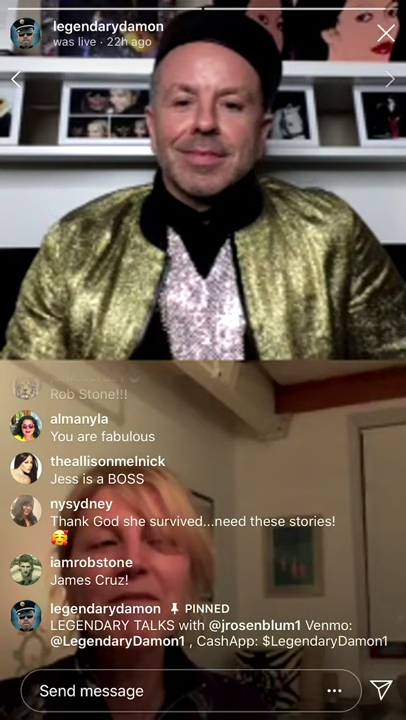 legendarydamon
was live · 22h ago
Rob Stone!!!
almanyla
You are fabulous
theallisonmelnick
Jess is a BOSS
nysydney
Thank God she survived...need these stories!
🥰
iamrobstone
James Cruz!
legendarydamon PINNED
LEGENDARY TALKS with @jrosenblum1 Venmo:
@LegendaryDamon1 , CashApp: $LegendaryDamon1
Send message